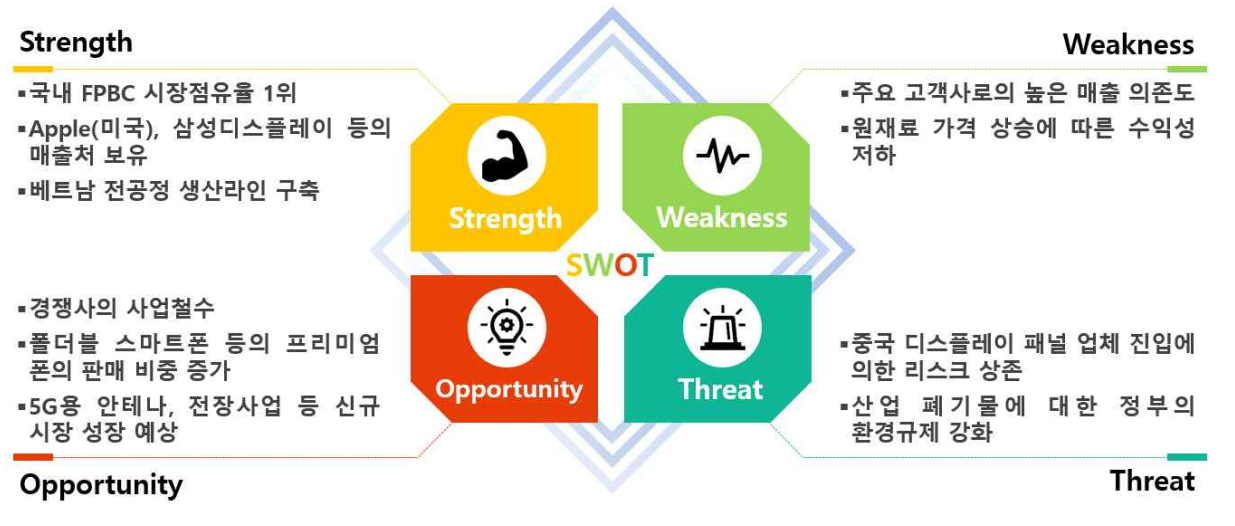 Strength
▪국내 FPBC 시장점유율 1위
▪Apple(미국), 삼성디스플레이 등의
매출처 보유
▪베트남 전공정 생산라인 구축
Weakness
▪주요 고객사로의 높은 매출 의존도
▪원재료 가격 상승에 따른 수익성
저하
Strength
Weakness
SWOT
Opportunity
Threat
▪경쟁사의 사업철수
▪폴더블 스마트폰 등의 프리미엄
폰의 판매 비중 증가
▪5G용 안테나, 전장사업 등 신규
시장 성장 예상
Opportunity
▪중국 디스플레이 패널 업체 진입에
의한 리스크 상존
▪산업 폐기물에 대한 정부의
환경규제 강화
Threat